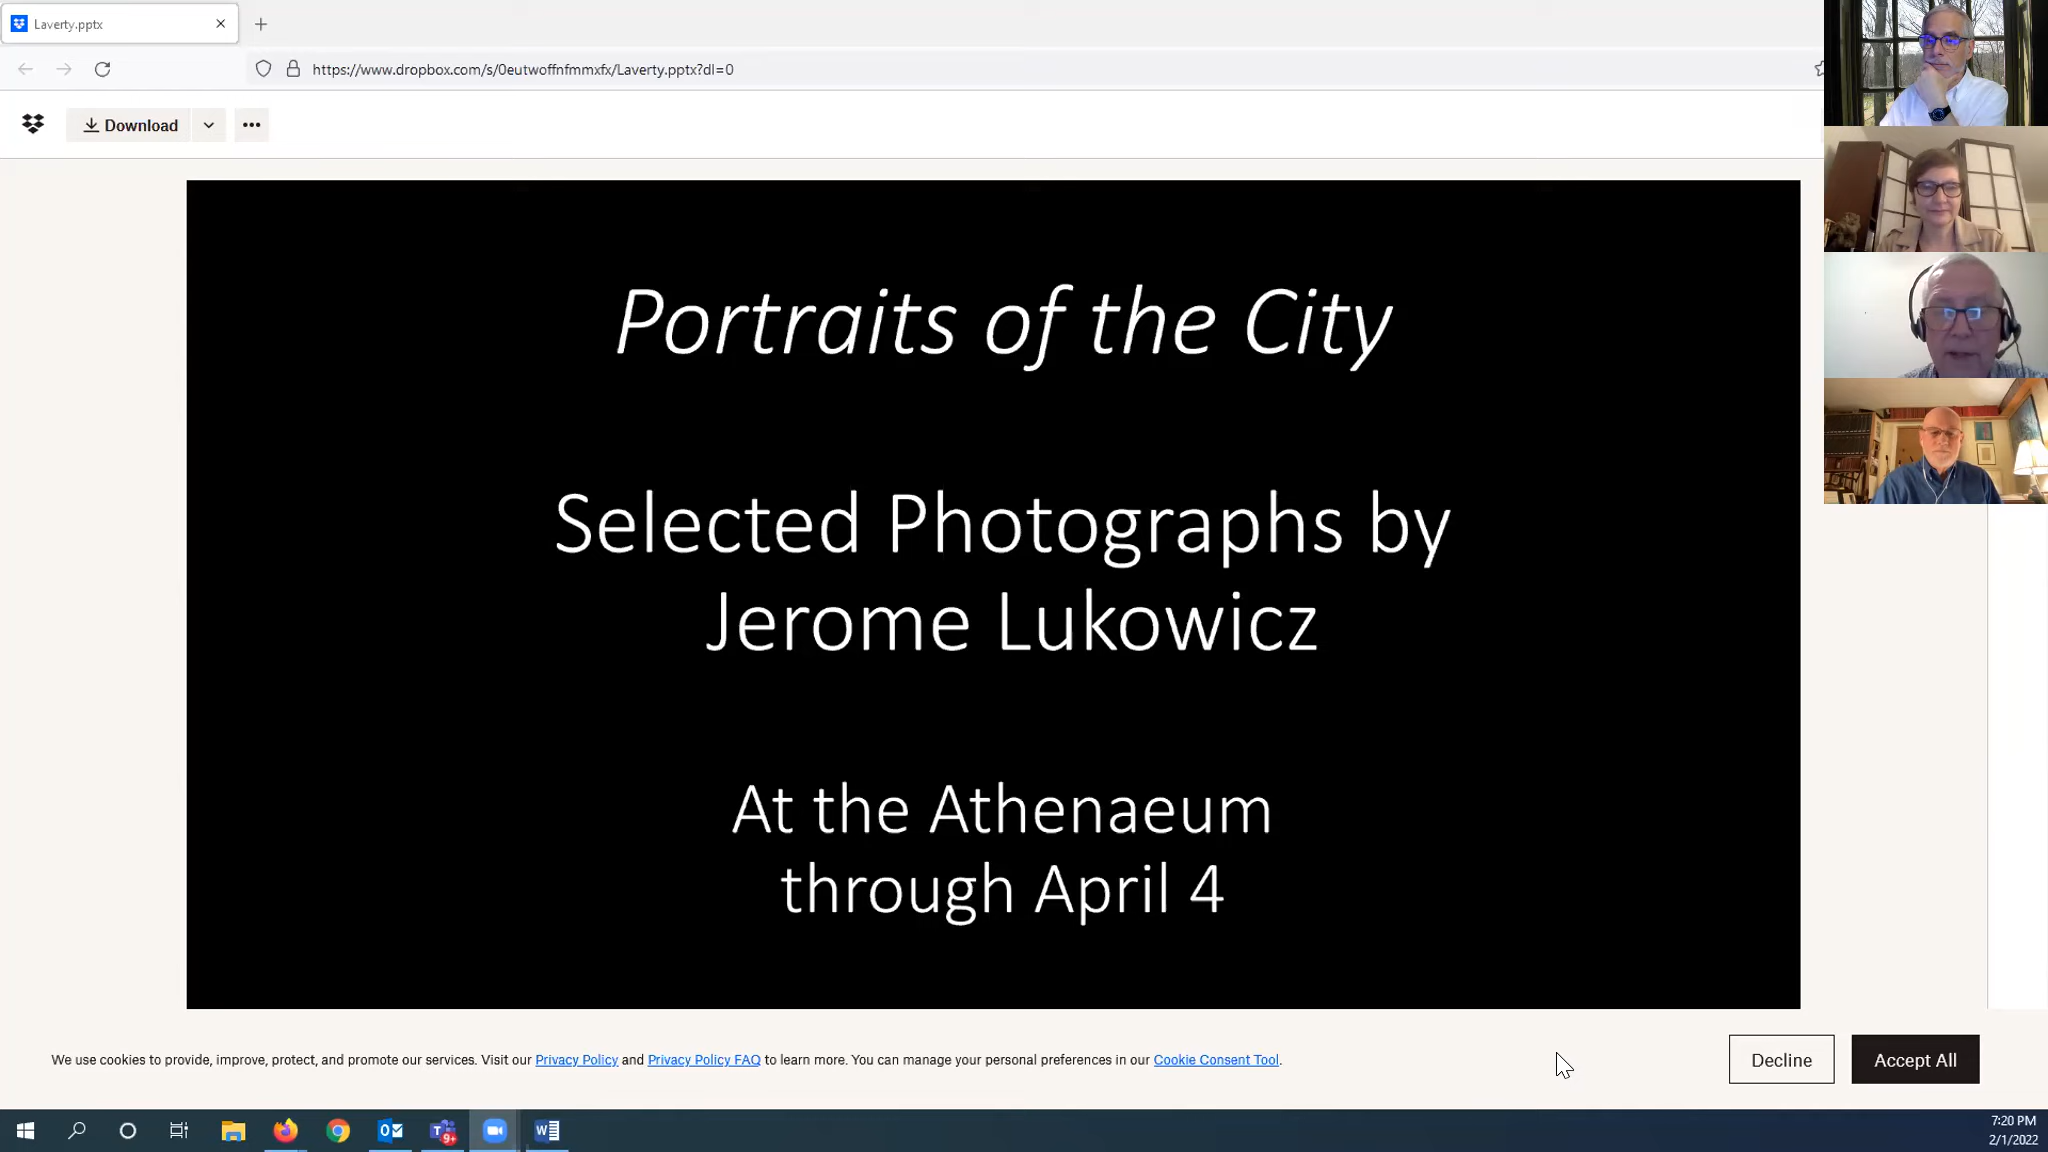 Laverty.pptx
https://www.dropbox.com/s/0eutwoffnfmmxfx/Laverty.pptx?dl=0
Download
Portraits of the City
Selected Photographs by
Jerome Lukowicz
At the Athenaeum
through April 4
We use cookies to provide, improve, protect, and promote our services. Visit our Privacy Policy and Privacy Policy FAQ to learn more. You can manage your personal preferences in our Cookie Consent Tool.
Decline
Accept All
9+
7:20 PM
2/1/2022